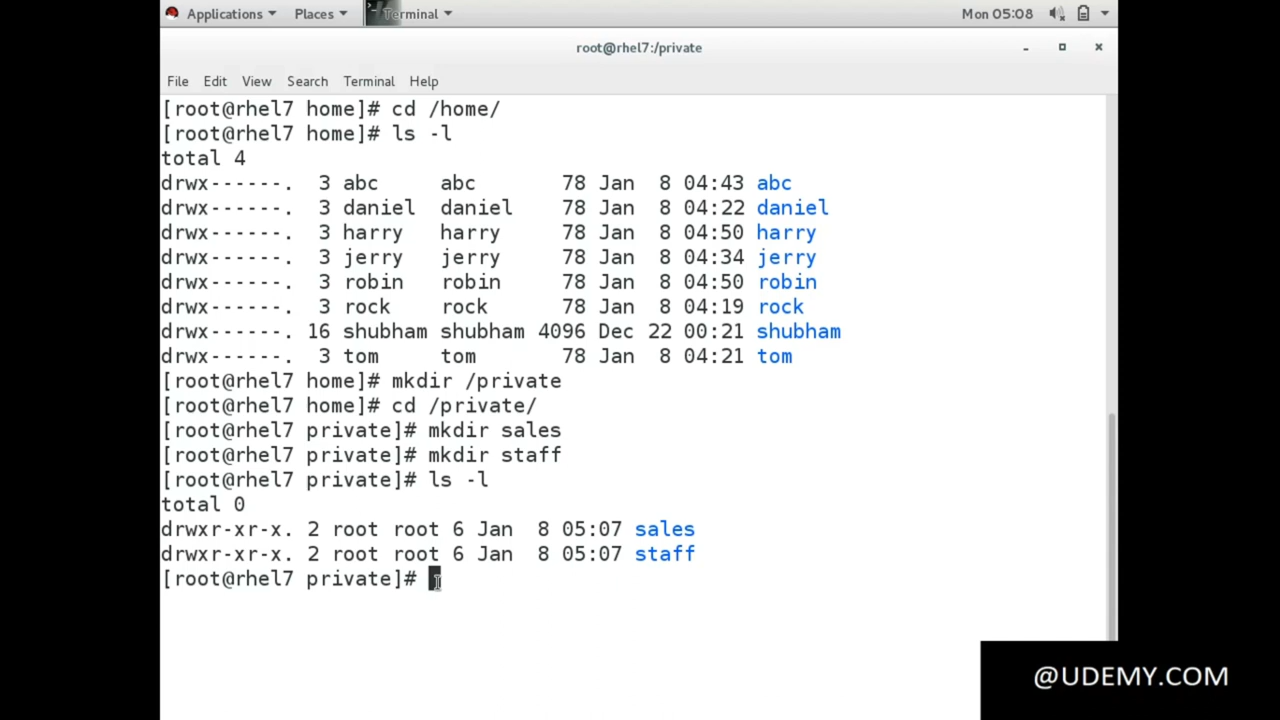 Applications Places Terminal Mon 05:08
root@rhel7:/private
File Edit View Search Terminal Help
[root@rhel7 home]# cd /home/
[root@rhel7 home]# ls -l
total 4
drwx------. 3 abc abc 78 Jan 8 04:43 abc
drwx------. 3 daniel daniel 78 Jan 8 04:22 daniel
drwx------. 3 harry harry 78 Jan 8 04:50 harry
drwx------. 3 jerry jerry 78 Jan 8 04:34 jerry
drwx------. 3 robin robin 78 Jan 8 04:50 robin
drwx------. 3 rock rock 78 Jan 8 04:19 rock
drwx------. 16 shubham shubham 4096 Dec 22 00:21 shubham
drwx------. 3 tom tom 78 Jan 8 04:21 tom
[root@rhel7 home]# mkdir /private
[root@rhel7 home]# cd /private/
[root@rhel7 private]# mkdir sales
[root@rhel7 private]# mkdir staff
[root@rhel7 private]# ls -l
total 0
drwxr-xr-x. 2 root root 6 Jan 8 05:07 sales
drwxr-xr-x. 2 root root 6 Jan 8 05:07 staff
[root@rhel7 private]#
@UDEMY.COM